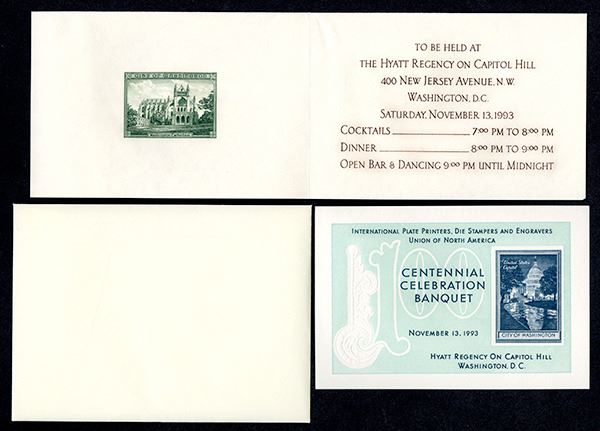 CITY OF WASHINGTON
Washington Cathedral
TO BE HELD AT
THE HYATT REGENCY ON CAPITOL HILL
400 NEW JERSEY AVENUE, N.W.
WASHINGTON, D.C.
SATURDAY, NOVEMBER 13, 1993
COCKTAILS 7:00 PM TO 8:00 PM
DINNER 8:00 PM TO 9:00 PM
OPEN BAR & DANCING 9:00 PM UNTIL MIDNIGHT
INTERNATIONAL PLATE PRINTERS, DIE STAMPERS AND ENGRAVERS
UNION OF NORTH AMERICA
100
CENTENNIAL
CELEBRATION
BANQUET
NOVEMBER 13, 1993
United States
Capitol
CITY OF WASHINGTON
HYATT REGENCY ON CAPITOL HILL
WASHINGTON, D.C.